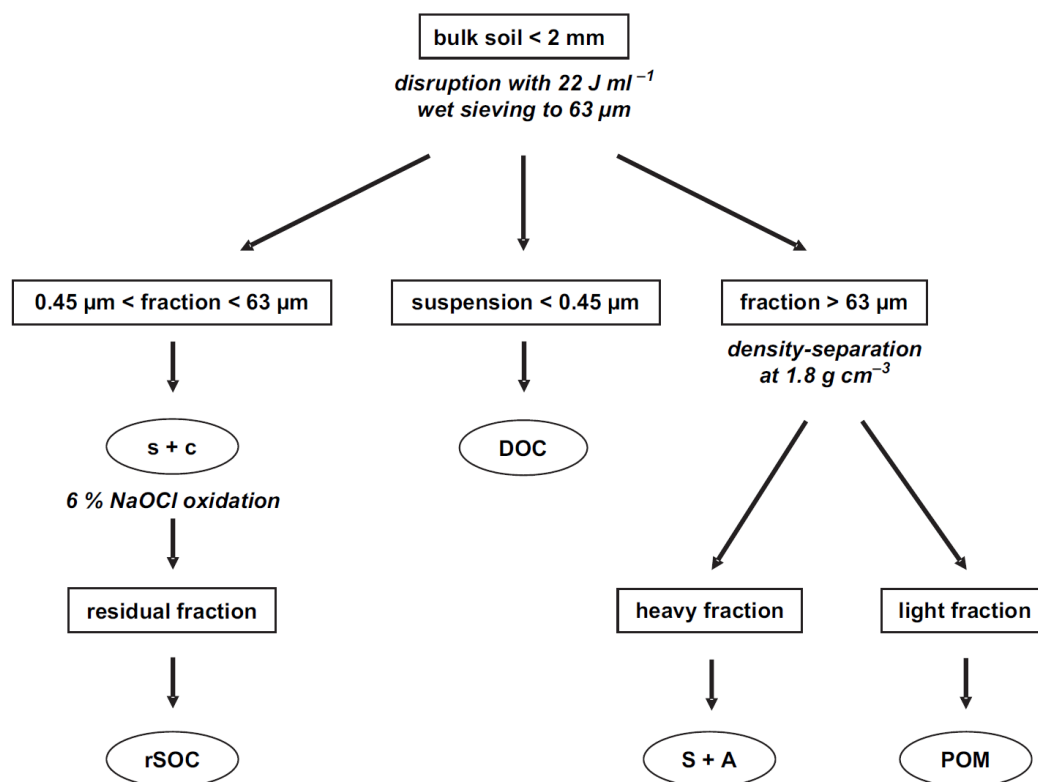 bulk soil < 2 mm
disruption with 22 J ml⁻¹
wet sieving to 63 µm
0.45 µm < fraction < 63 µm
suspension < 0.45 µm
fraction > 63 µm
density-separation
at 1.8 g cm⁻³
s + c
DOC
6 % NaOCl oxidation
residual fraction
heavy fraction
light fraction
rSOC
S + A
POM